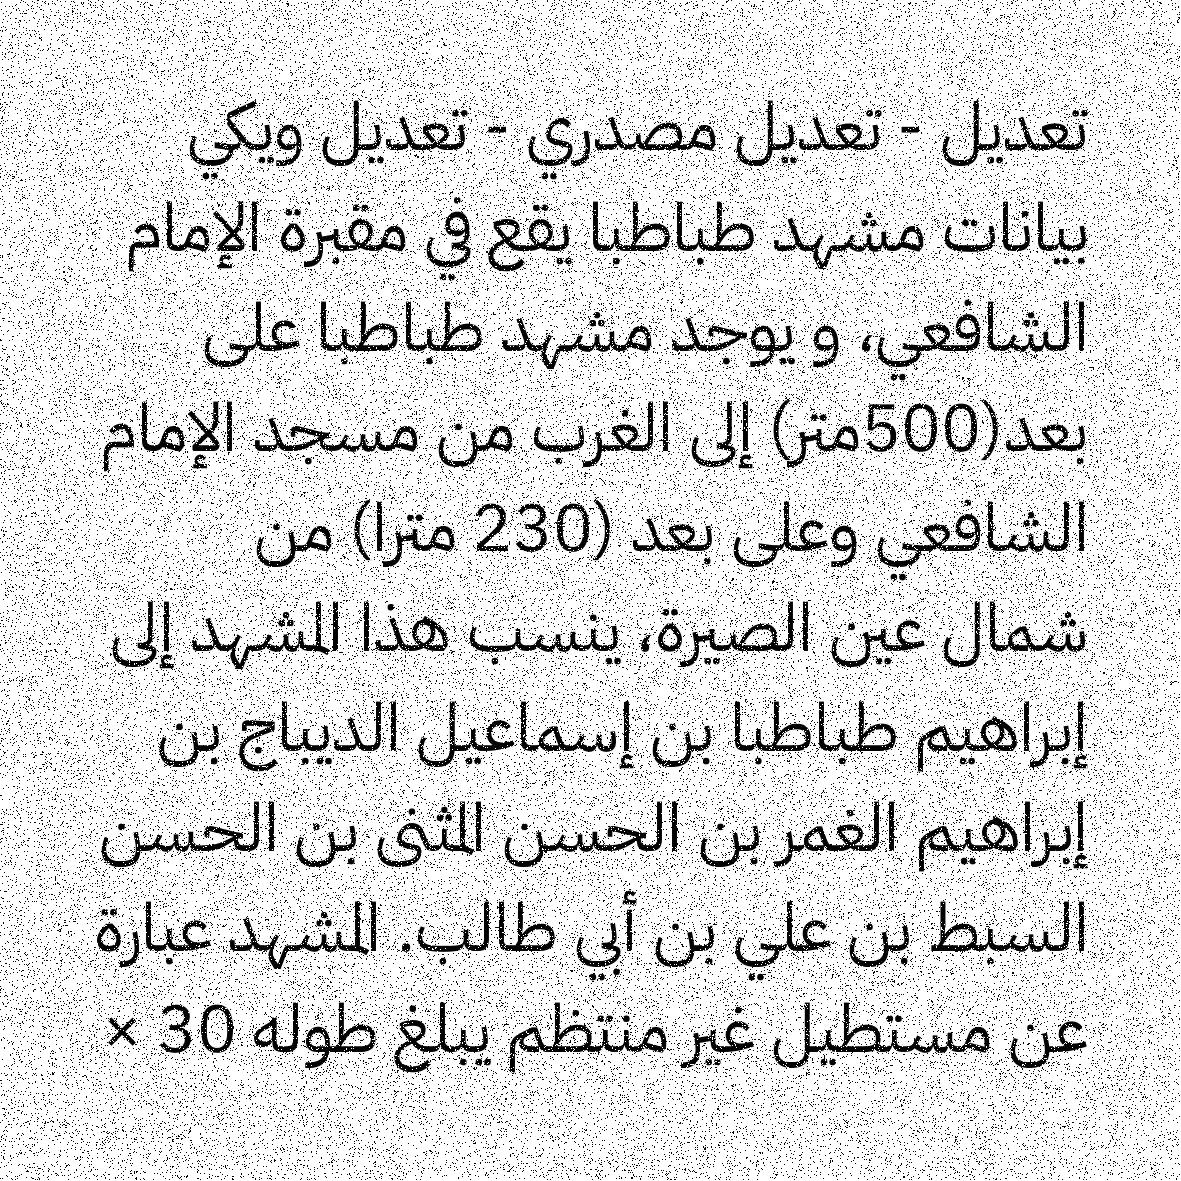 تعديل - تعديل مصدري - تعديل ويكي
بيانات مشهد طباطبا يقع في مقبرة الإمام
الشافعي، و يوجد مشهد طباطبا على
بعد(500متر) إلى الغرب من مسجد الإمام
الشافعي وعلى بعد (230 مترا) من
شمال عين الصيرة، ينسب هذا المشهد إلى
إبراهيم طباطبا بن إسماعيل الديباج بن
إبراهيم الغمر بن الحسن المثنى بن الحسن
السبط بن علي بن أبي طالب. المشهد عبارة
عن مستطيل غير منتظم يبلغ طوله 30 ×